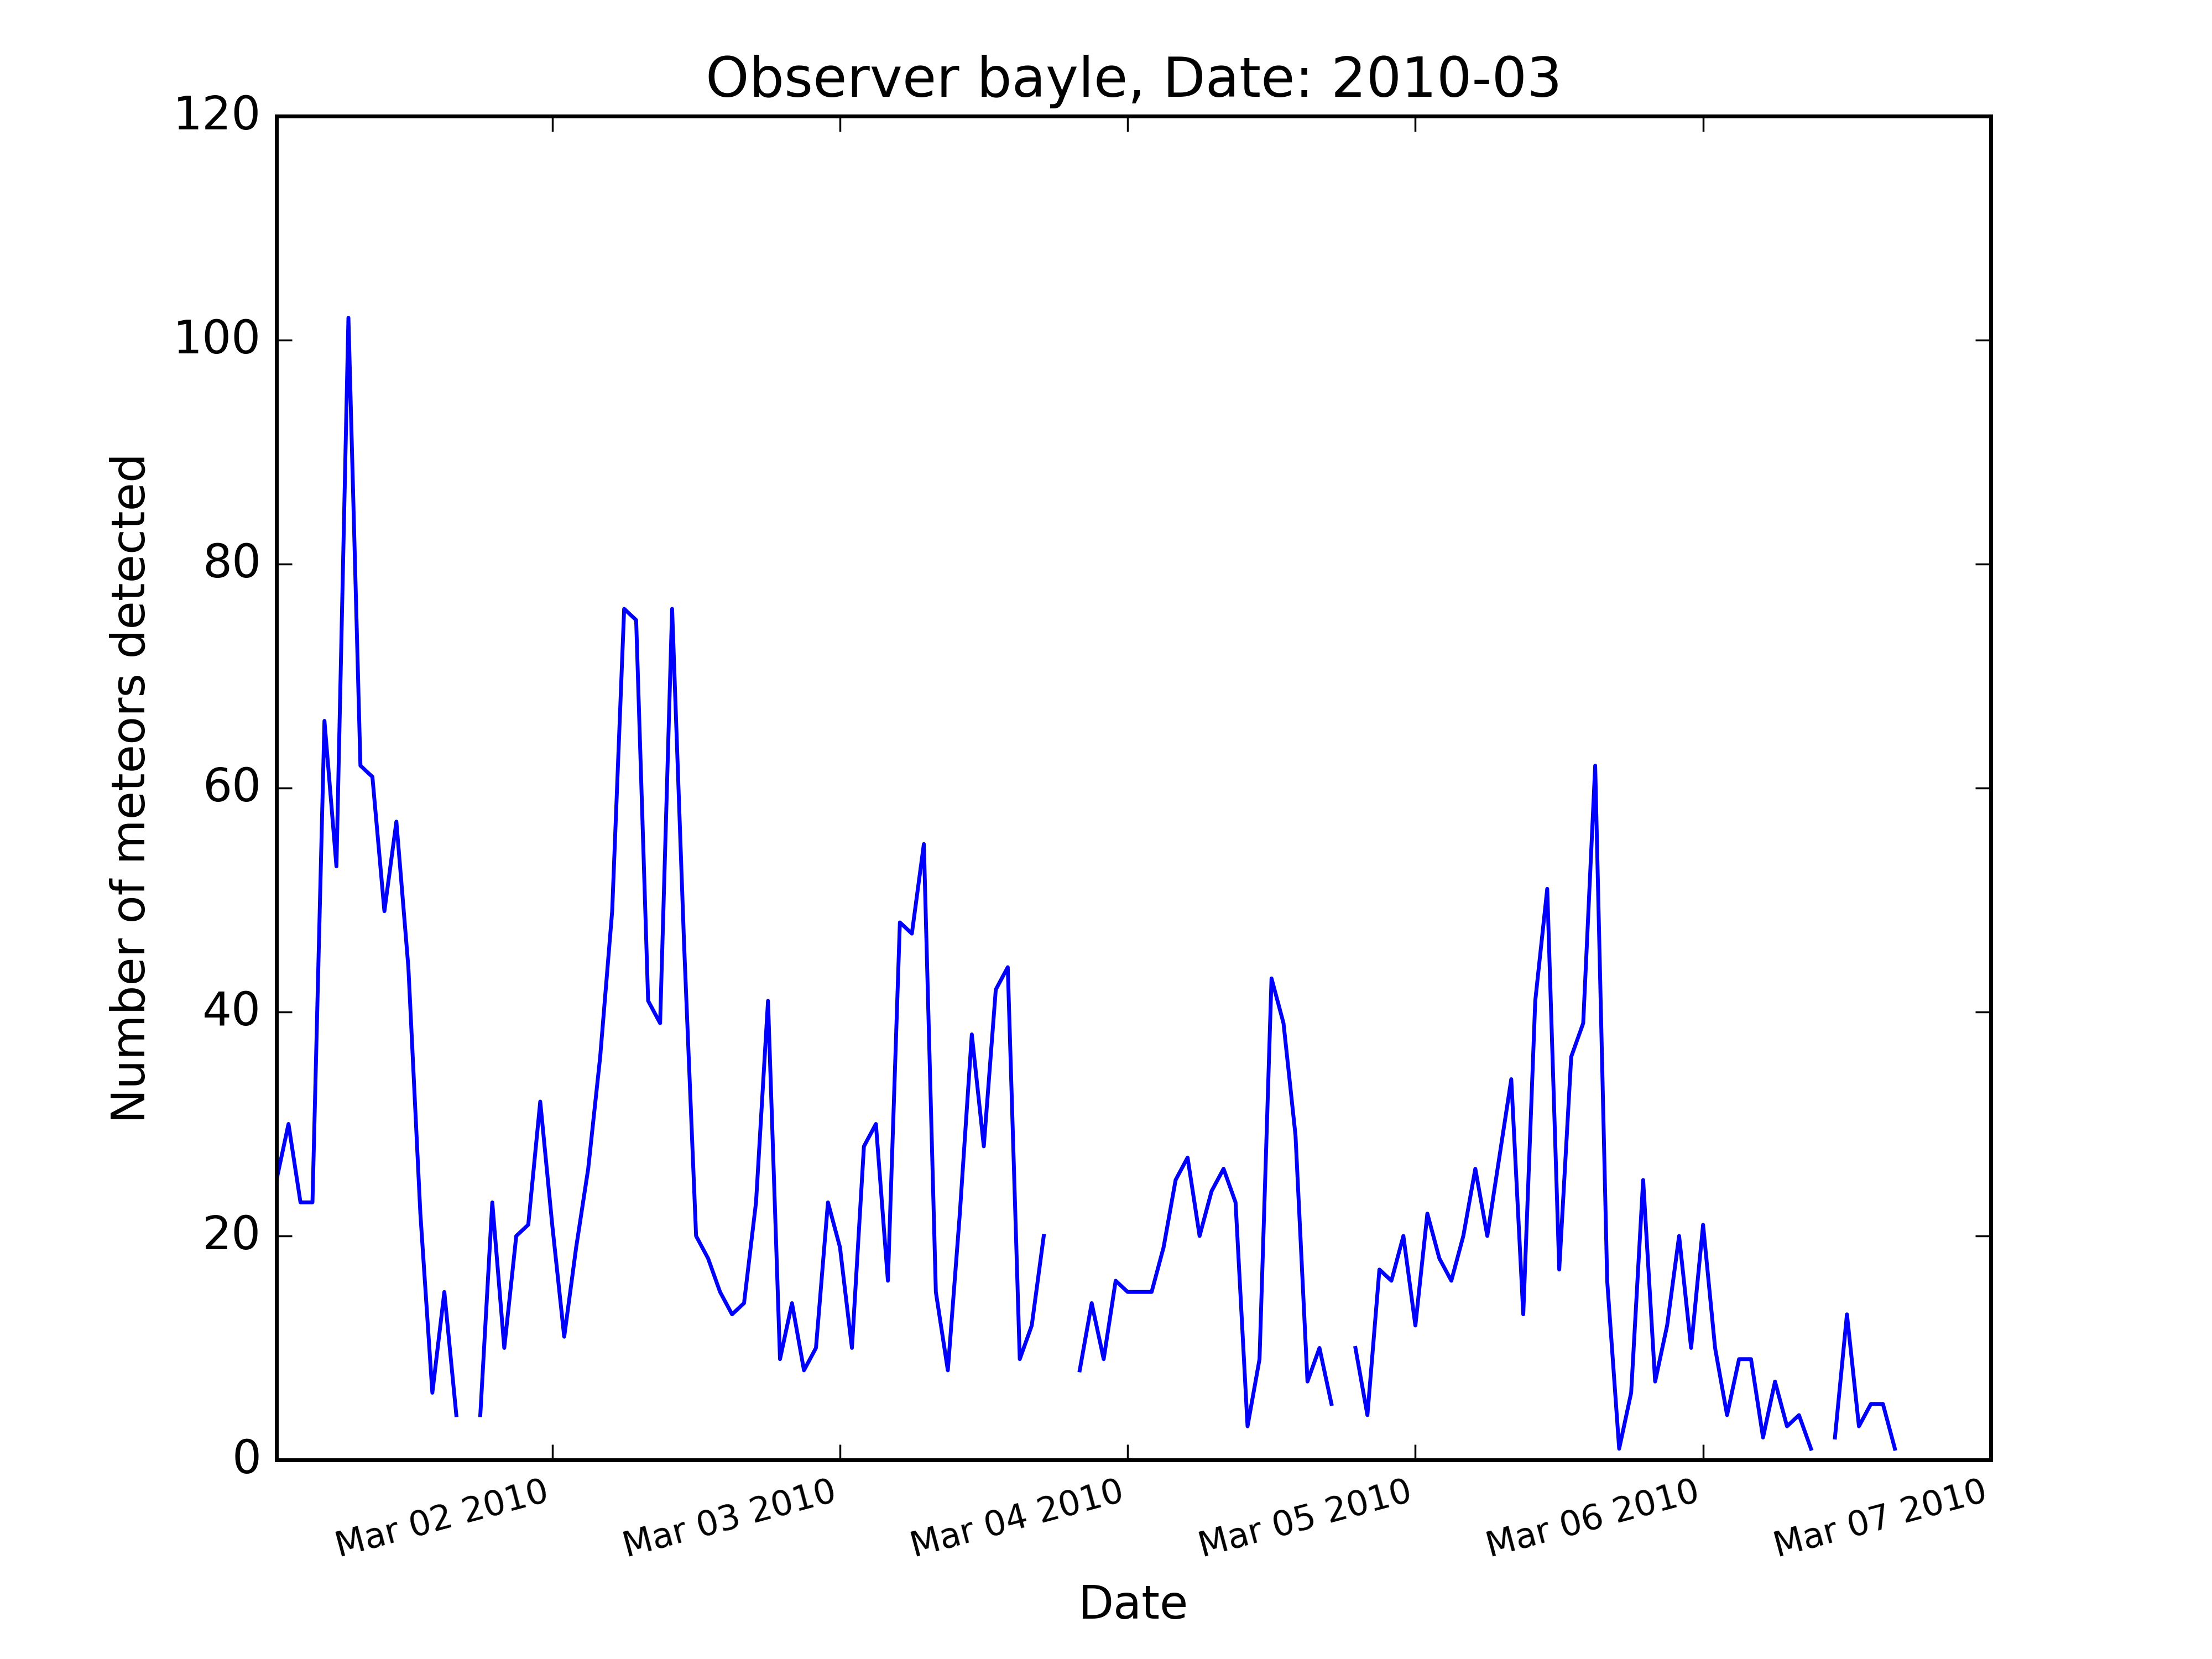 Observer bayle, Date: 2010-03
120
100
80
60
40
20
0
Number of meteors detected
Mar 02 2010
Mar 03 2010
Mar 04 2010
Mar 05 2010
Mar 06 2010
Mar 07 2010
Date